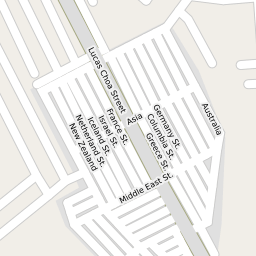 Lucas Choa Street
Asia
Australia
Germany St.
Columbia St.
Greece St.
France St.
Israel St.
Iceland St.
Netherland St.
New Zealand
Middle East St.